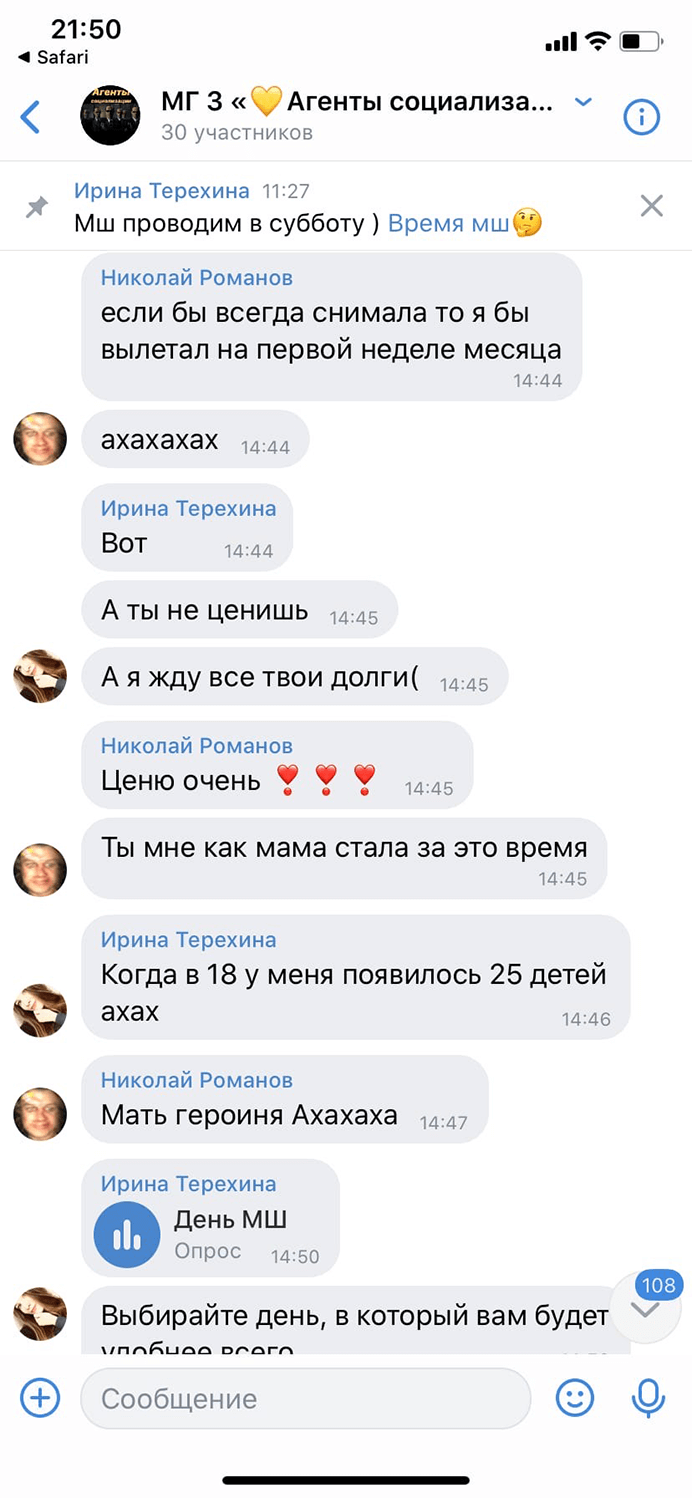 21:50
◀ Safari
МГ 3 «💛Агенты социализа...
30 участников
Ирина Терехина 11:27
Мш проводим в субботу ) Время мш🤔
Николай Романов
если бы всегда снимала то я бы
вылетал на первой неделе месяца
14:44
ахахахах 14:44
Ирина Терехина
Вот 14:44
А ты не ценишь 14:45
А я жду все твои долги( 14:45
Николай Романов
Ценю очень ❣️ ❣️ ❣️ 14:45
Ты мне как мама стала за это время
14:45
Ирина Терехина
Когда в 18 у меня появилось 25 детей
ахах 14:46
Николай Романов
Мать героиня Ахахаха 14:47
Ирина Терехина
День МШ
Опрос 14:50
108
Выбирайте день, в который вам будет
удобнее всего
Сообщение